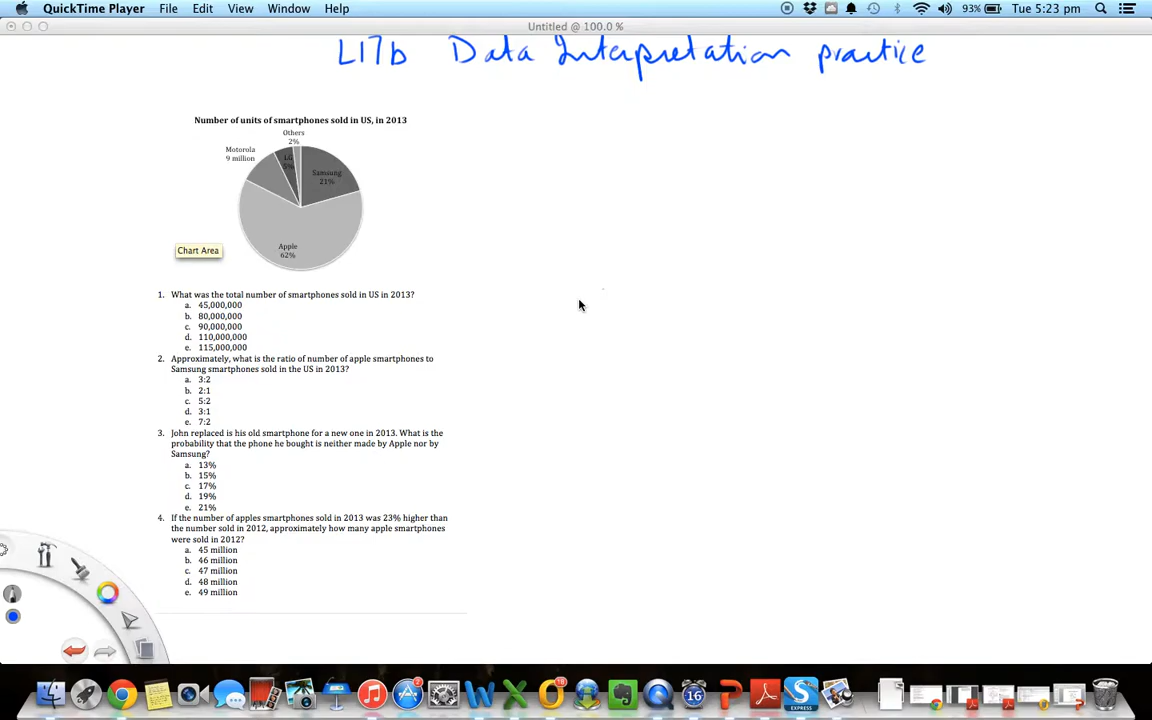 QuickTime Player File Edit View Window Help 93% Tue 5:23 pm
Untitled @ 100.0 %
L17b Data Interpretation practice
Number of units of smartphones sold in US, in 2013
Others
2%
Motorola
9 million
LG
5%
Samsung
21%
Apple
62%
Chart Area
1. What was the total number of smartphones sold in US in 2013?
a. 45,000,000
b. 80,000,000
c. 90,000,000
d. 110,000,000
e. 115,000,000
2. Approximately, what is the ratio of number of apple smartphones to
Samsung smartphones sold in the US in 2013?
a. 3:2
b. 2:1
c. 5:2
d. 3:1
e. 7:2
3. John replaced is his old smartphone for a new one in 2013. What is the
probability that the phone he bought is neither made by Apple nor by
Samsung?
a. 13%
b. 15%
c. 17%
d. 19%
e. 21%
4. If the number of apples smartphones sold in 2013 was 23% higher than
the number sold in 2012, approximately how many apple smartphones
were sold in 2012?
a. 45 million
b. 46 million
c. 47 million
d. 48 million
e. 49 million
16
EXPRESS